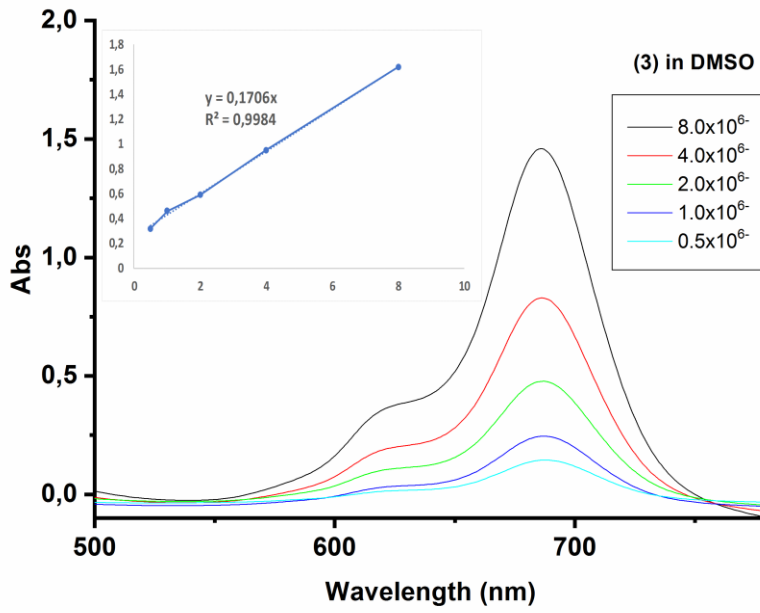 2,0
1,5
1,0
0,5
0,0
Abs
1,8
1,6
1,4
1,2
1
0,8
0,6
0,4
0,2
0
0 2 4 6 8 10
y = 0,1706x
R² = 0,9984
(3) in DMSO
8.0x10⁶⁻
4.0x10⁶⁻
2.0x10⁶⁻
1.0x10⁶⁻
0.5x10⁶⁻
500 600 700
Wavelength (nm)